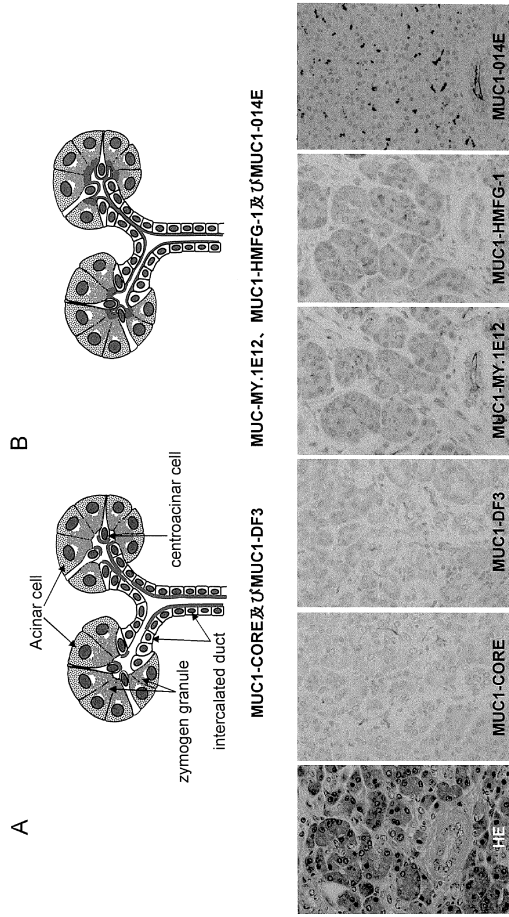 A
Acinar cell
zymogen granule
intercalated duct
centroacinar cell
MUC1-CORE及びMUC1-DF3
B
MUC-MY.1E12、MUC1-HMFG-1及びMUC1-014E
HE
MUC1-CORE
MUC1-DF3
MUC1-MY.1E12
MUC1-HMFG-1
MUC1-014E